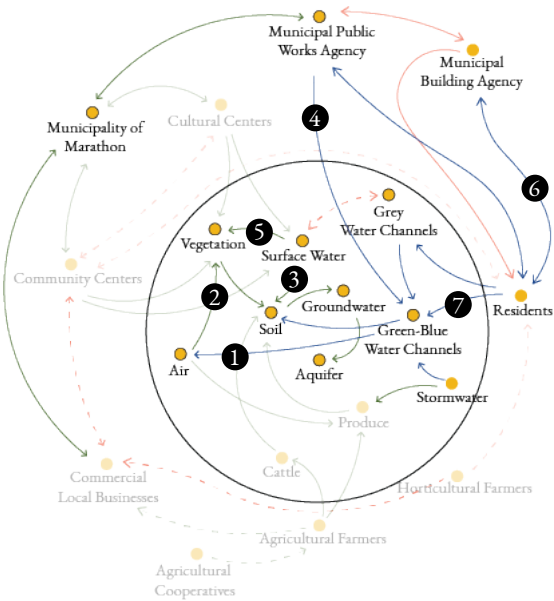 Municipal Public
Works Agency
Municipal
Building Agency
Cultural Centers
4
Municipality of
Marathon
6
Grey
Water Channels
5
Vegetation
Surface Water
Community Centers
3
2
Groundwater
7
Residents
Soil
Green-Blue
Water Channels
1
Air
Aquifer
Stormwater
Produce
Cattle
Commercial
Local Businesses
Horticultural Farmers
Agricultural Farmers
Agricultural
Cooperatives